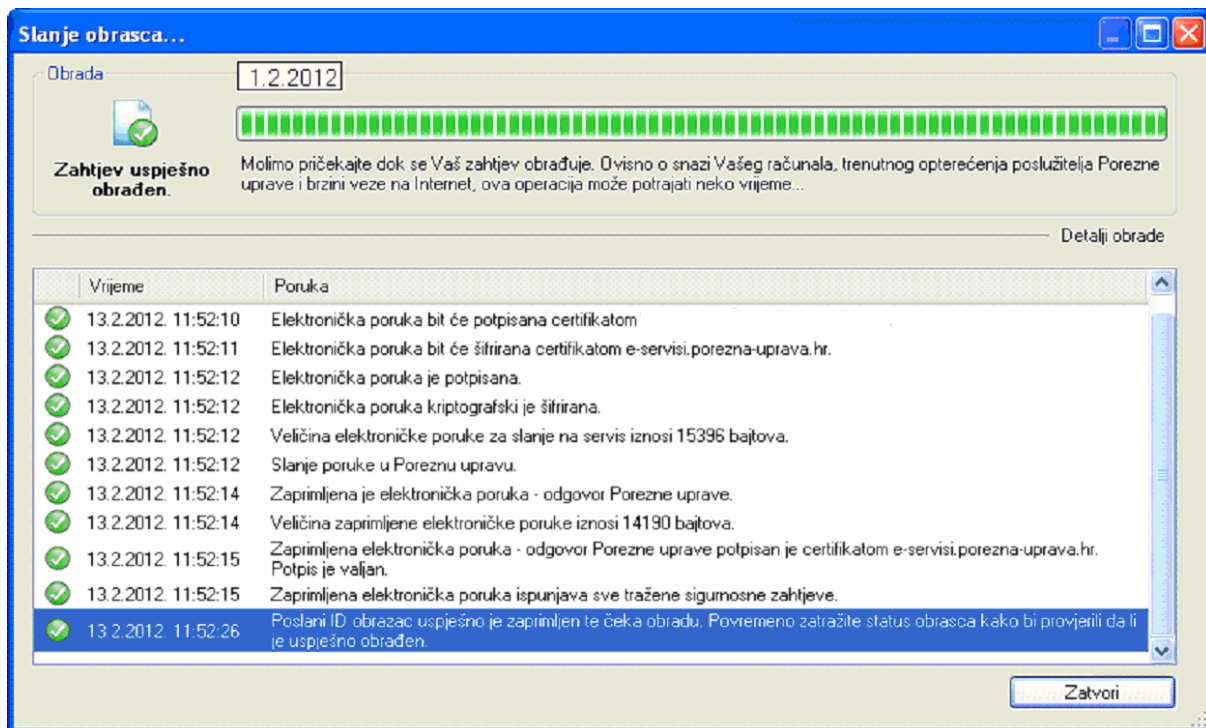 Slanje obrasca...
Obrada
1.2.2012
Zahtjev uspješno
obrađen.
Molimo pričekajte dok se Vaš zahtjev obrađuje. Ovisno o snazi Vašeg računala, trenutnog opterećenja poslužitelja Porezne
uprave i brzini veze na Internet, ova operacija može potrajati neko vrijeme...
Detalji obrade
Vrijeme Poruka
13.2.2012. 11:52:10 Elektronička poruka bit će potpisana certifikatom
13.2.2012. 11:52:11 Elektronička poruka bit će šifrirana certifikatom e-servisi.porezna-uprava.hr.
13.2.2012. 11:52:12 Elektronička poruka je potpisana.
13.2.2012. 11:52:12 Elektronička poruka kriptografski je šifrirana.
13.2.2012. 11:52:12 Veličina elektroničke poruke za slanje na servis iznosi 15396 bajtova.
13.2.2012. 11:52:12 Slanje poruke u Poreznu upravu.
13.2.2012. 11:52:14 Zaprimljena je elektronička poruka - odgovor Porezne uprave.
13.2.2012. 11:52:14 Veličina zaprimljene elektroničke poruke iznosi 14190 bajtova.
13.2.2012. 11:52:15 Zaprimljena elektronička poruka - odgovor Porezne uprave potpisan je certifikatom e-servisi.porezna-uprava.hr.
Potpis je valjan.
13.2.2012. 11:52:15 Zaprimljena elektronička poruka ispunjava sve tražene sigurnosne zahtjeve.
13.2.2012. 11:52:26 Poslani ID obrazac uspješno je zaprimljen te čeka obradu. Povremeno zatražite status obrasca kako bi provjerili da li
je uspješno obrađen.
Zatvori